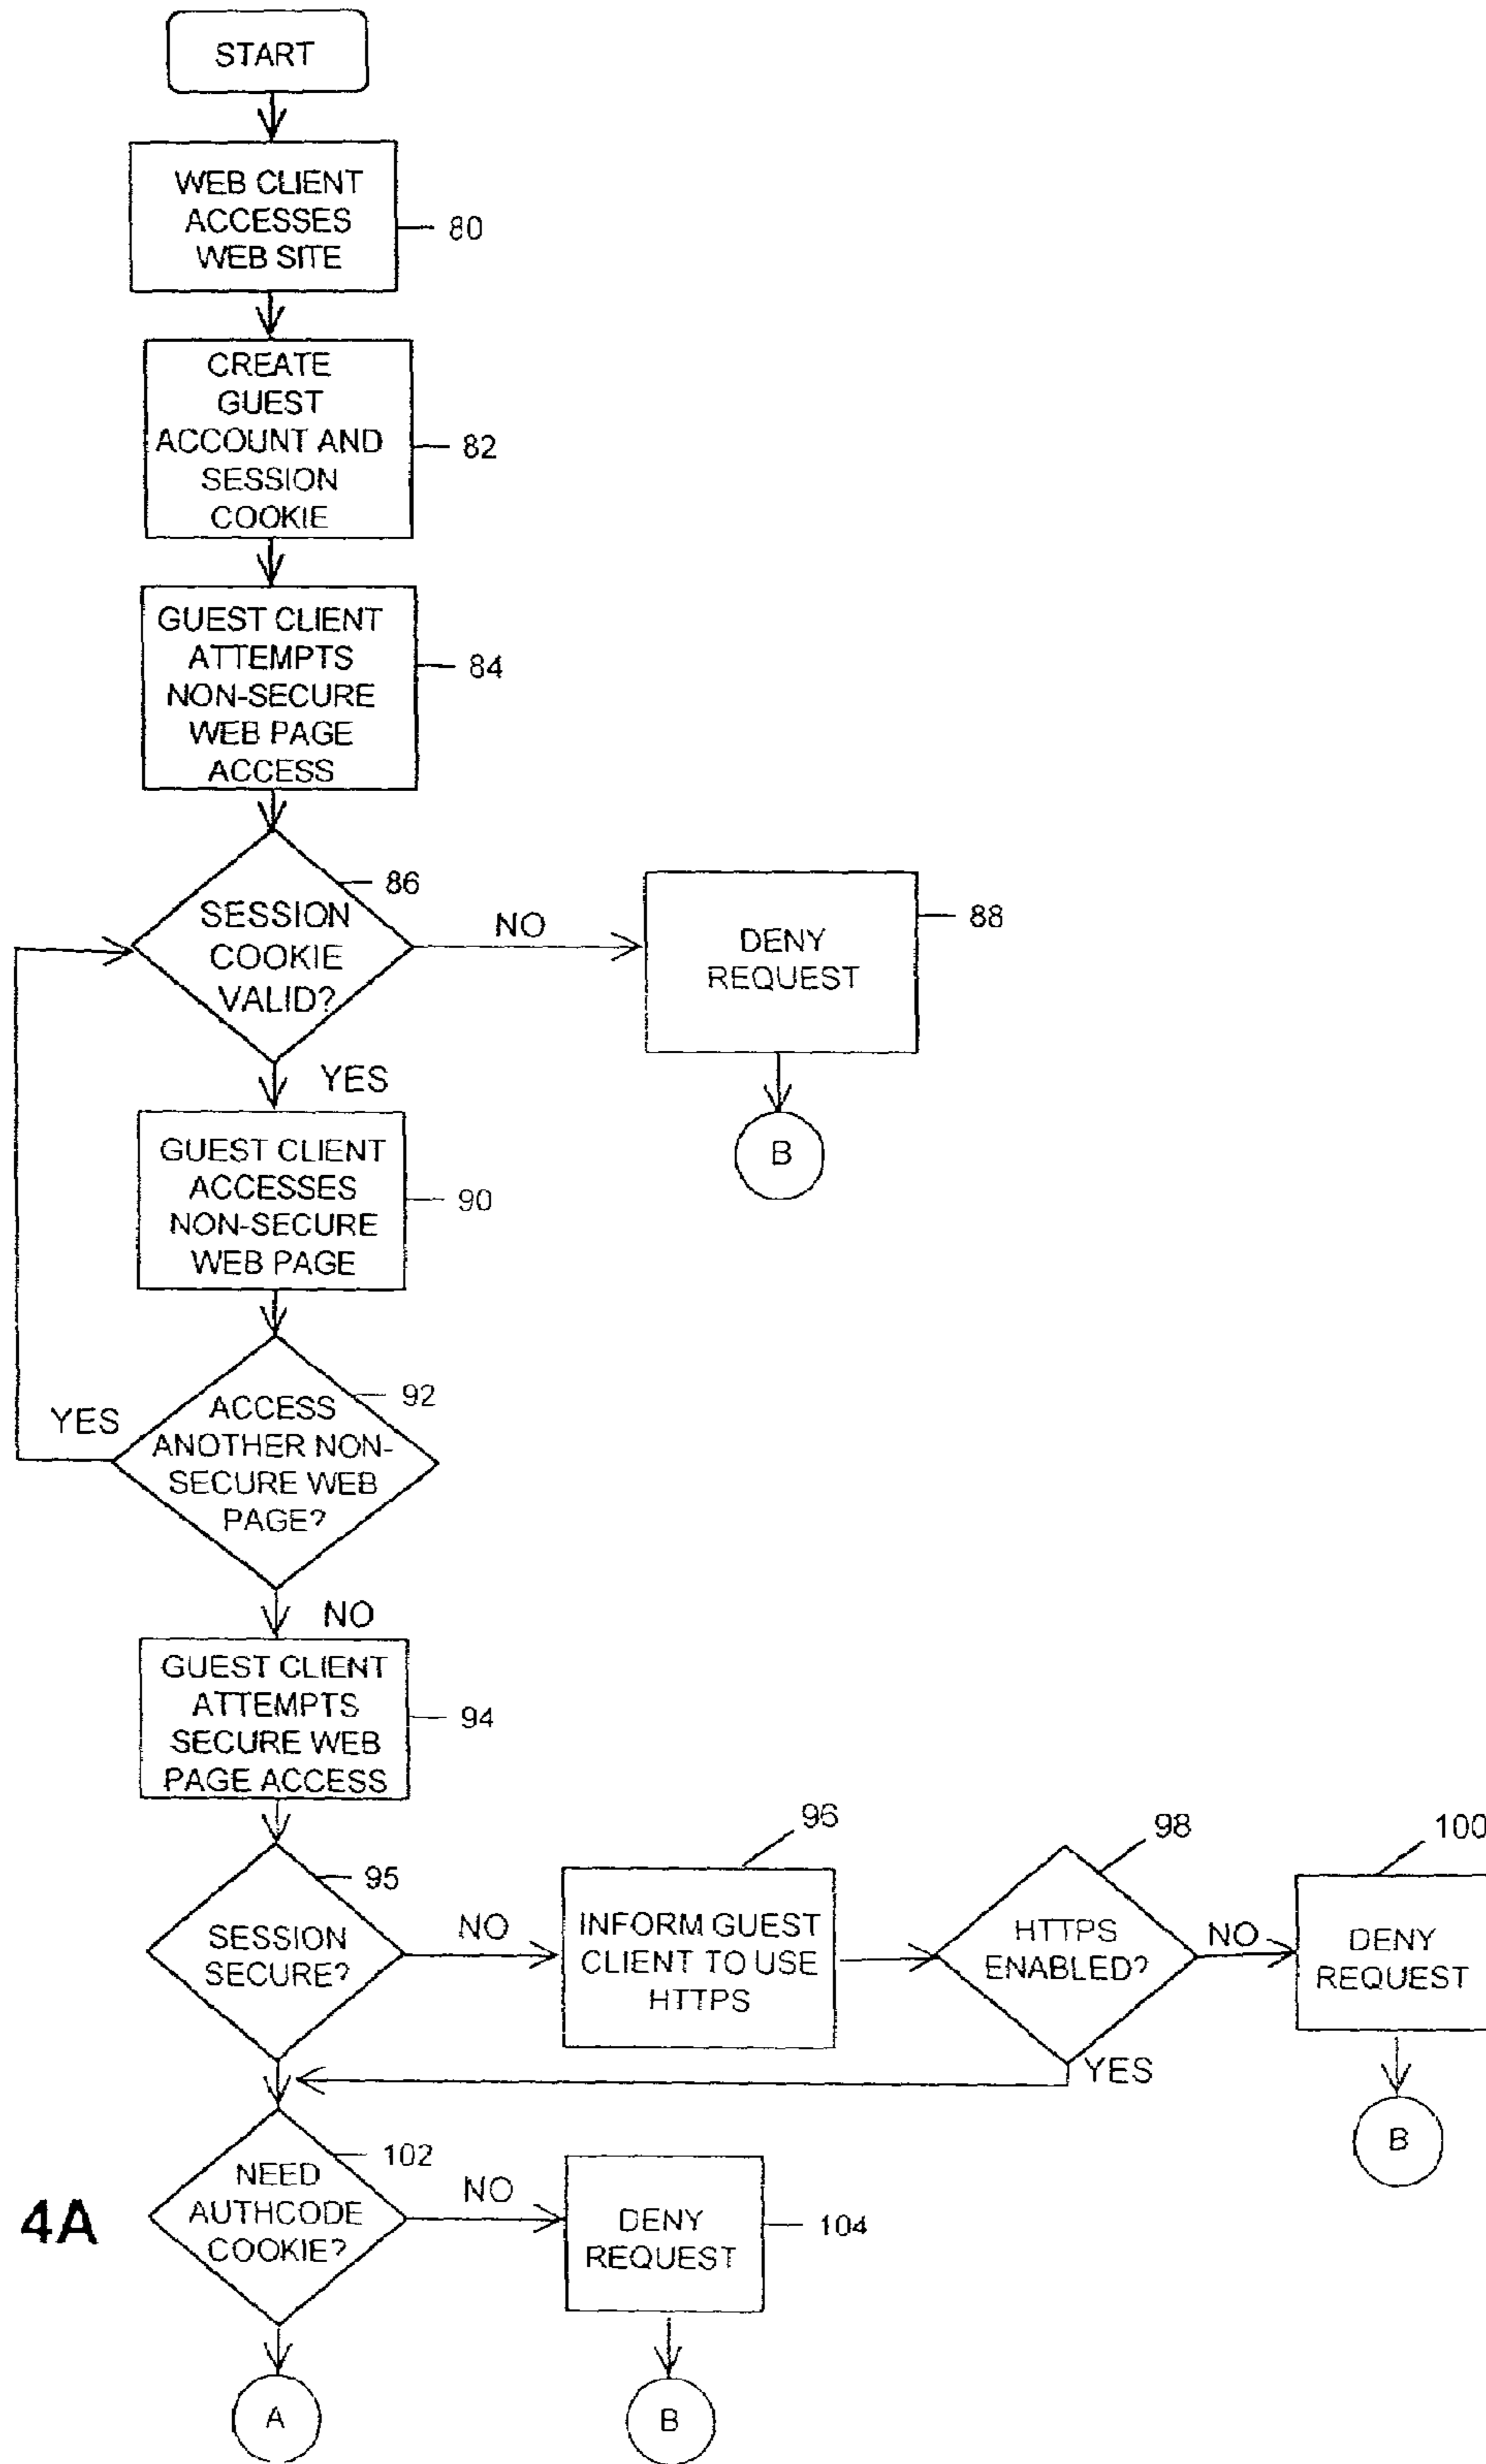 START
WEB CLIENT
ACCESSES
WEB SITE
80
CREATE
GUEST
ACCOUNT AND
SESSION
COOKIE
82
GUEST CLIENT
ATTEMPTS
NON-SECURE
WEB PAGE
ACCESS
84
86
SESSION
COOKIE
VALID?
NO
DENY
REQUEST
88
B
YES
GUEST CLIENT
ACCESSES
NON-SECURE
WEB PAGE
90
92
ACCESS
ANOTHER NON-
SECURE WEB
PAGE?
YES
NO
GUEST CLIENT
ATTEMPTS
SECURE WEB
PAGE ACCESS
94
95
SESSION
SECURE?
NO
96
INFORM GUEST
CLIENT TO USE
HTTPS
98
HTTPS
ENABLED?
NO
100
DENY
REQUEST
B
YES
102
NEED
AUTHCODE
COOKIE?
NO
DENY
REQUEST
104
4A
A
B